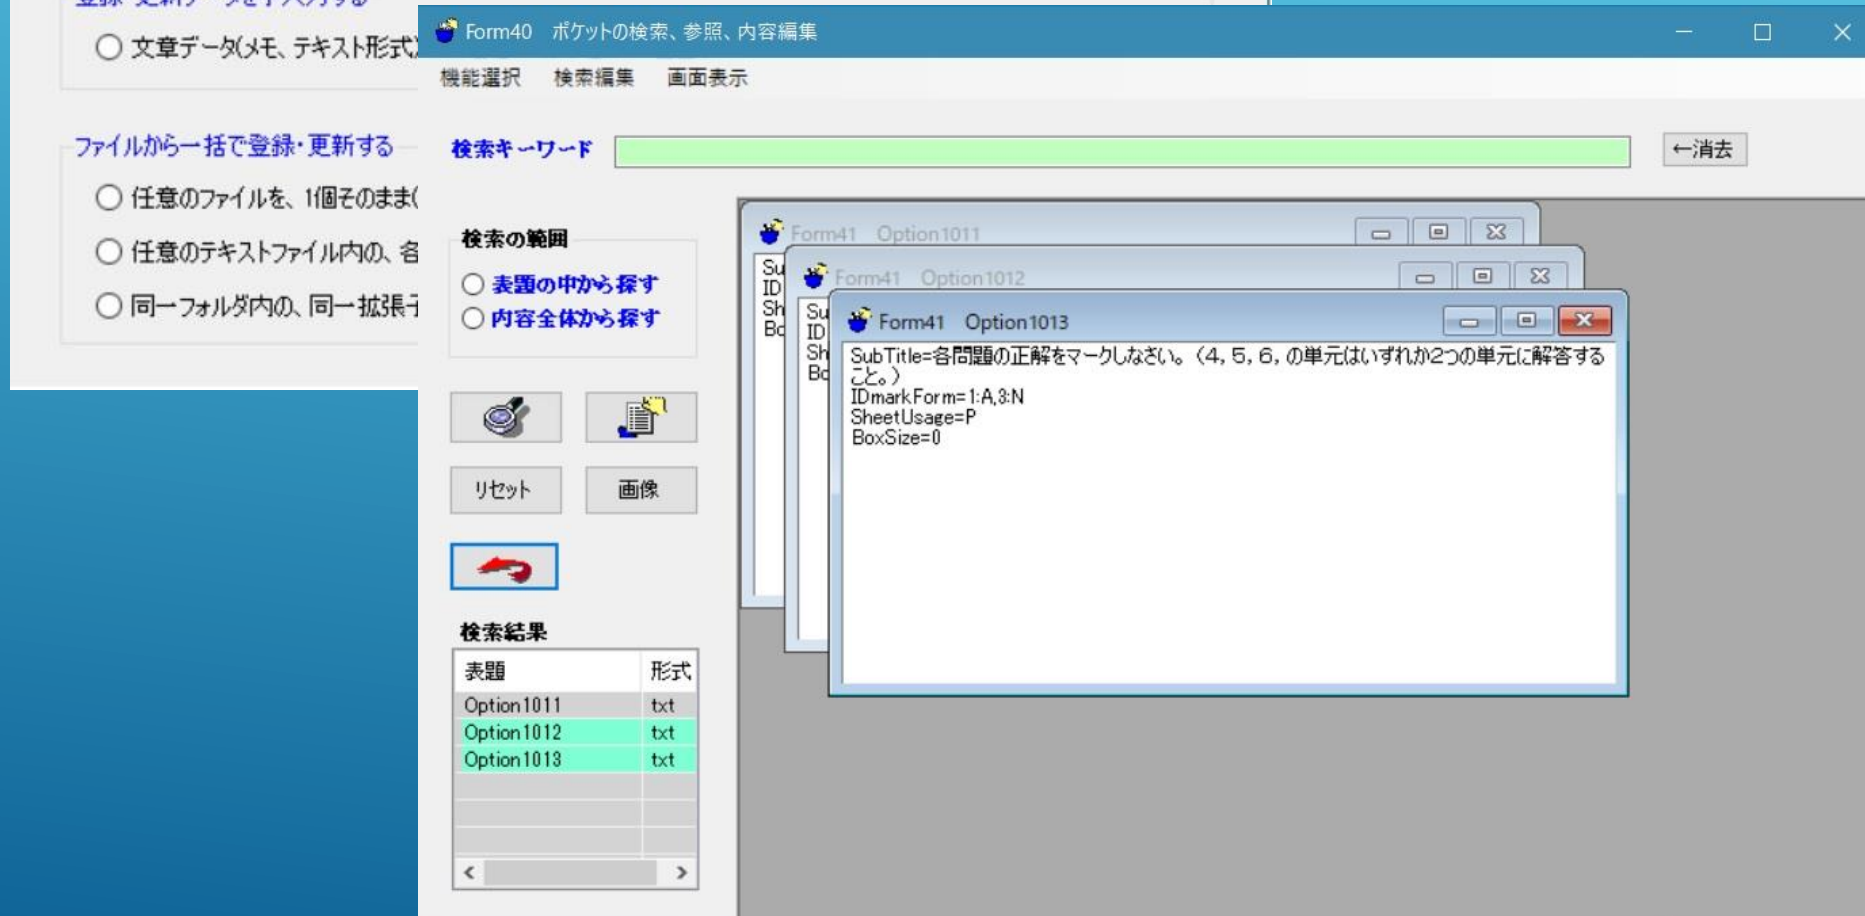 文章データ(メモ、テキスト形式)
ファイルから一括で登録・更新する
任意のファイルを、1個そのまま(
任意のテキストファイル内の、各
同一フォルダ内の、同一拡張子
Form40 ポケットの検索、参照、内容編集
機能選択 検索編集 画面表示
検索キーワード
←消去
検索の範囲
表題の中から探す
内容全体から探す
リセット 画像
検索結果
表題 形式
Option1011 txt
Option1012 txt
Option1013 txt
Form41 Option1011
Su
ID
Sh
Bo
Form41 Option1012
Su
ID
Sh
Bo
Form41 Option1013
SubTitle=各問題の正解をマークしなさい。（4，5，6，の単元はいずれか2つの単元に解答する
こと。）
IDmarkForm=1:A,3:N
SheetUsage=P
BoxSize=0